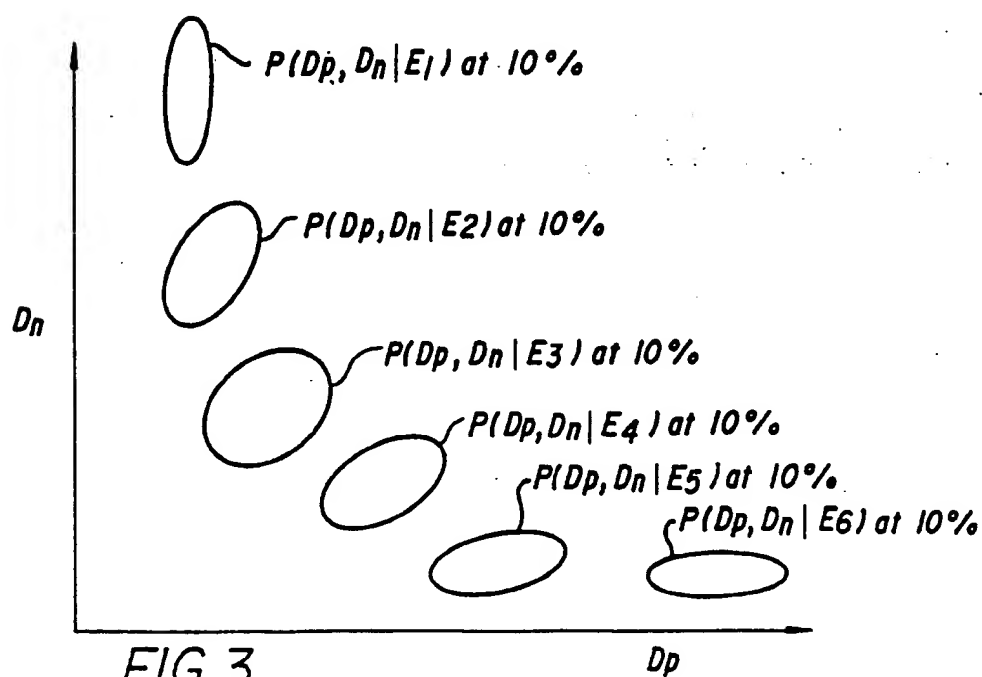 P(Dp, Dn|E1) at 10%
P(Dp, Dn|E2) at 10%
Dn
P(Dp, Dn|E3) at 10%
P(Dp, Dn|E4) at 10%
P(Dp, Dn|E5) at 10%
P(Dp, Dn|E6) at 10%
FIG 3
Dp